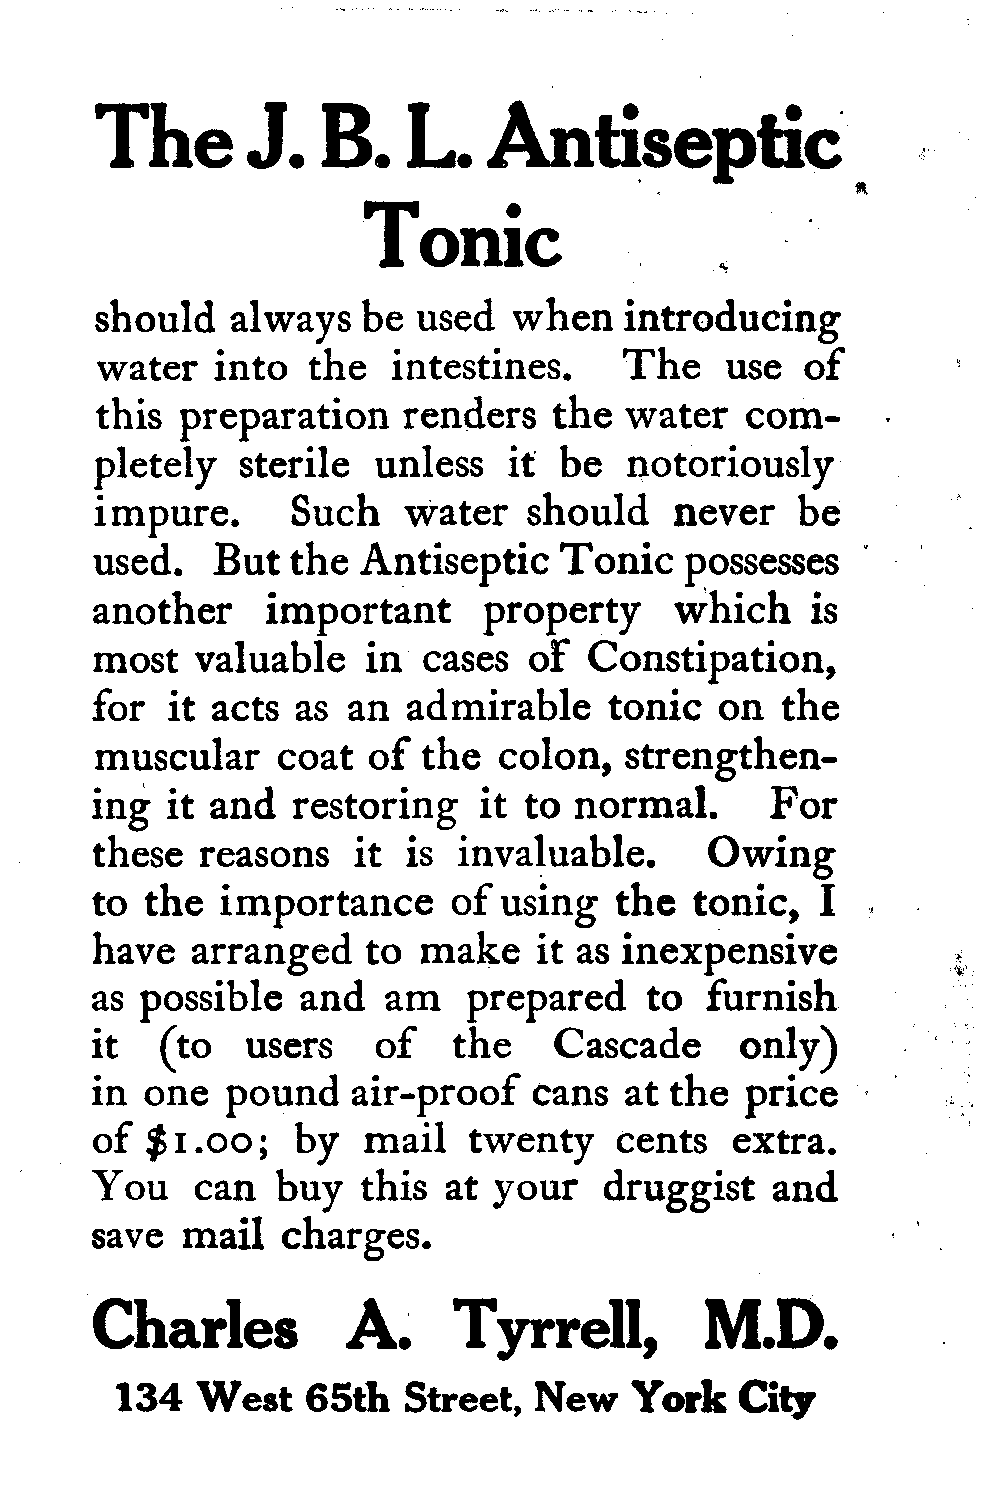 The J. B. L. Antiseptic
Tonic
should always be used when introducing
water into the intestines. The use of
this preparation renders the water com-
pletely sterile unless it be notoriously
impure. Such water should never be
used. But the Antiseptic Tonic possesses
another important property which is
most valuable in cases of Constipation,
for it acts as an admirable tonic on the
muscular coat of the colon, strengthen-
ing it and restoring it to normal. For
these reasons it is invaluable. Owing
to the importance of using the tonic, I
have arranged to make it as inexpensive
as possible and am prepared to furnish
it (to users of the Cascade only)
in one pound air-proof cans at the price
of $1.00; by mail twenty cents extra.
You can buy this at your druggist and
save mail charges.
Charles A. Tyrrell, M.D.
134 West 65th Street, New York City